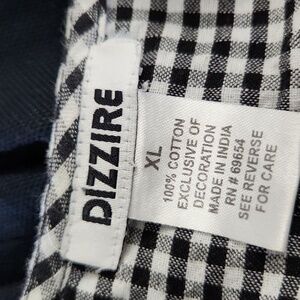 DIZZIRE
XL
100% COTTON
EXCLUSIVE OF
DECORATION
MADE IN INDIA
RN # 69654
SEE REVERSE
FOR CARE